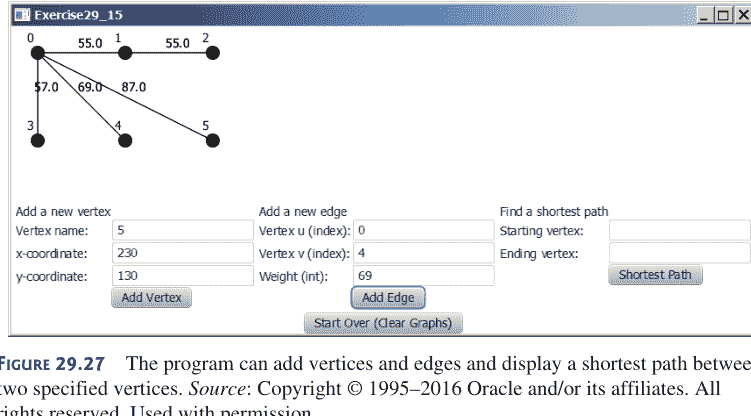 Exercise29_15
0 55.0 1 55.0 2
57.0 69.0 87.0
3 4 5
Add a new vertex Add a new edge Find a shortest path
Vertex name: 5 Vertex u (index): 0 Starting vertex:
x-coordinate: 230 Vertex v (index): 4 Ending vertex:
y-coordinate: 130 Weight (int): 69 Shortest Path
Add Vertex Add Edge
Start Over (Clear Graphs)
FIGURE 29.27 The program can add vertices and edges and display a shortest path betwee
two specified vertices. Source: Copyright © 1995–2016 Oracle and/or its affiliates. All
rights reserved. Used with permission.